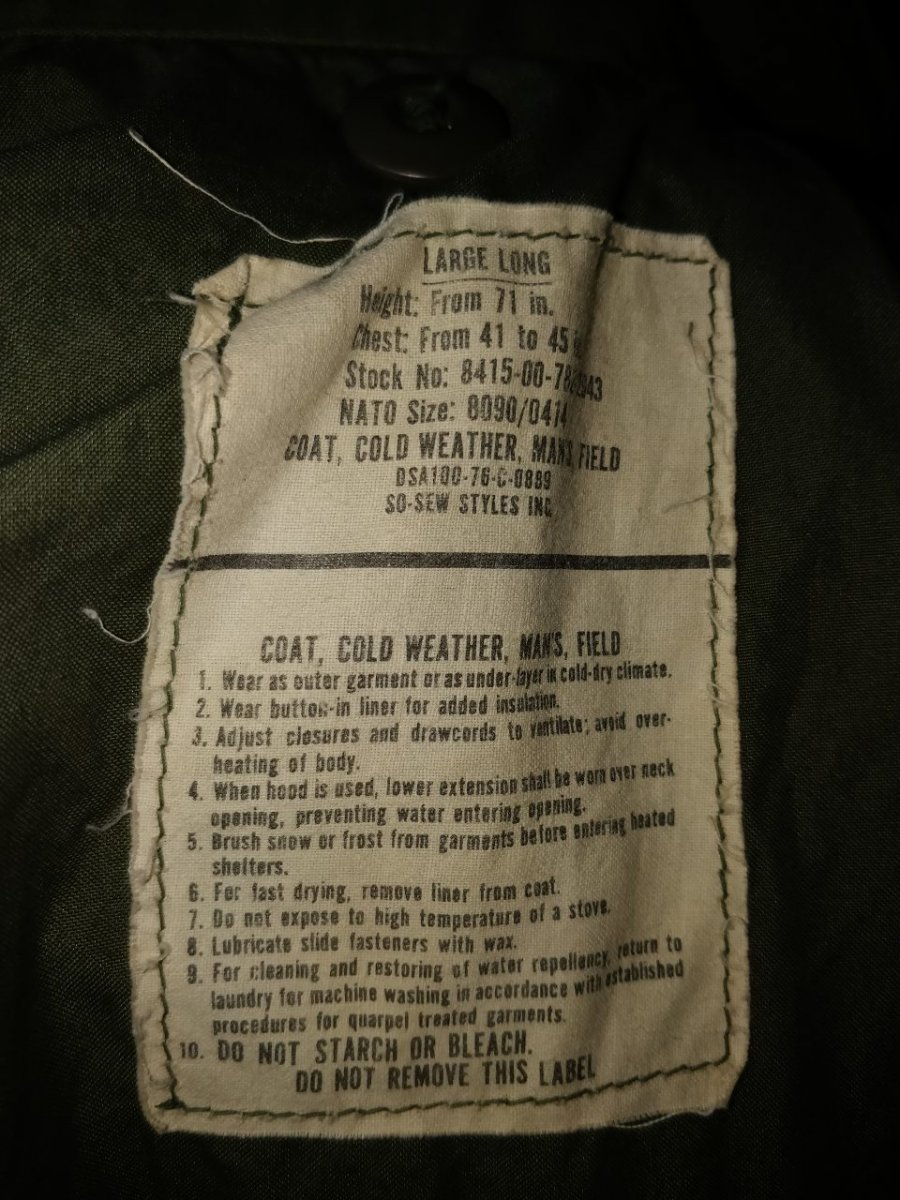 LARGE LONG
Height: From 71 in.
Chest: From 41 to 45
Stock No: 8415-00-782
NATO Size: 8090/0414
COAT, COLD WEATHER, MAN'S, FIELD
DSA100-76-C-0889
SO-SEW STYLES INC
COAT, COLD WEATHER, MAN'S, FIELD
1. Wear as outer garment or as under-layer in cold-dry climate.
2. Wear button-in liner for added insulation.
3. Adjust closures and drawcords to ventilate; avoid over-
heating of body.
4. When hood is used, lower extension shall be worn over neck
opening, preventing water entering opening.
5. Brush snow or frost from garments before entering heated
shelters.
6. For fast drying, remove liner from coat.
7. Do not expose to high temperature of a stove.
8. Lubricate slide fasteners with wax.
9. For cleaning and restoring of water repellency, return to
laundry for machine washing in accordance with established
procedures for quarpel treated garments.
10. DO NOT STARCH OR BLEACH.
DO NOT REMOVE THIS LABEL